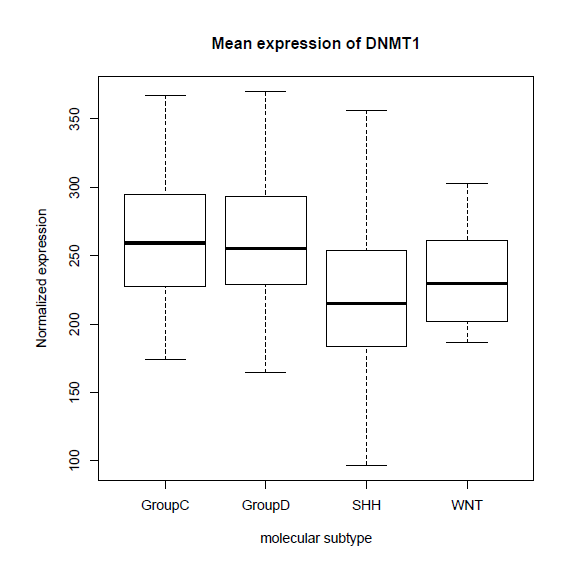 Mean expression of DNMT1
Normalized expression
350
300
250
200
150
100
GroupC GroupD SHH WNT
molecular subtype